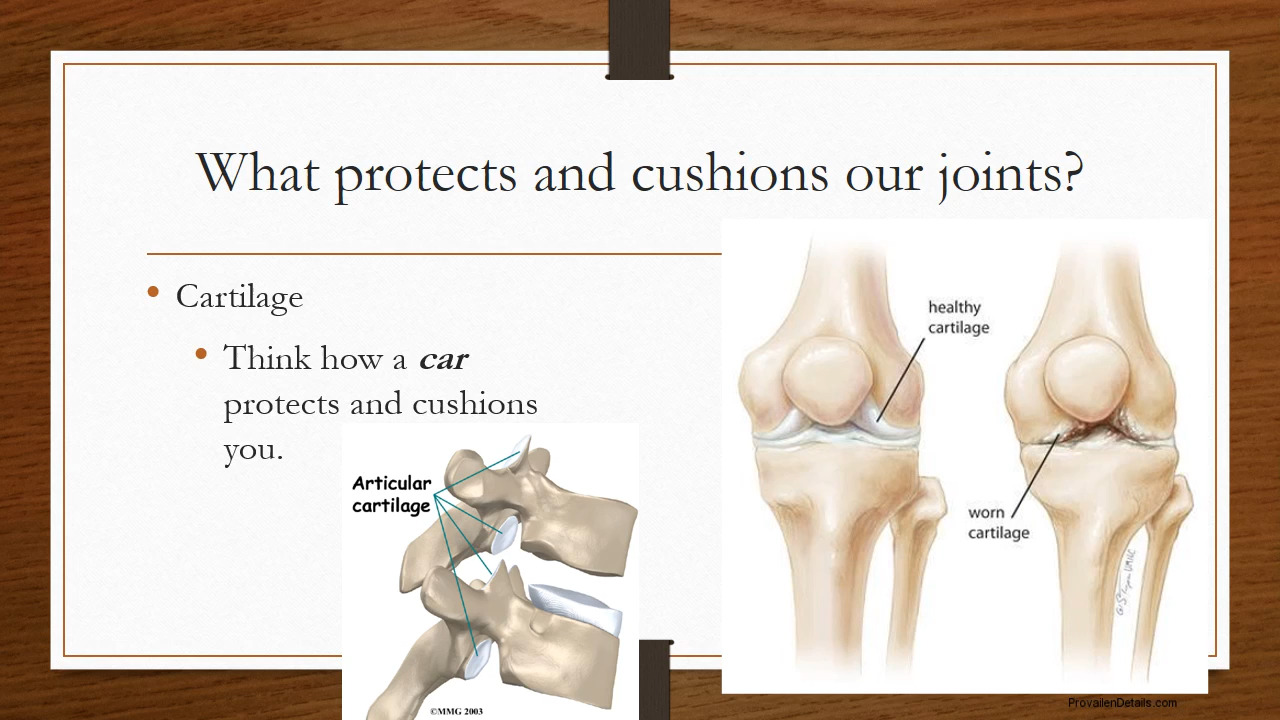 What protects and cushions our joints?
• Cartilage
• Think how a car
protects and cushions
you.
Articular
cartilage
©MMG 2003
healthy
cartilage
worn
cartilage
ProvailenDetails.com